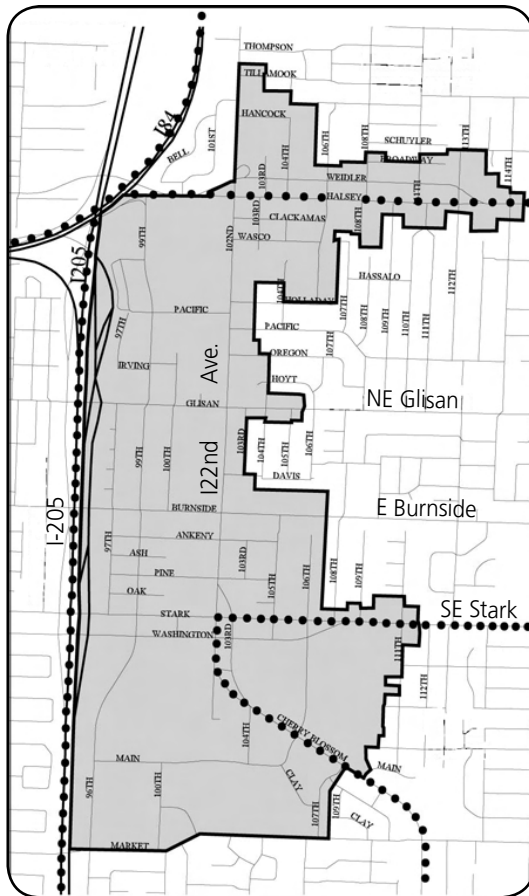 THOMPSON
TILLAMOOK
HANCOCK
I84
BELL
101ST
103RD
104TH
106TH
108TH
SCHUYLER
BROADWAY
113TH
114TH
WEIDLER
111TH
HALSEY
103RD
CLACKAMAS
108TH
99TH
102ND
WASCO
I205
HASSALO
112TH
104TH
HOLLADAY
107TH
108TH
109TH
110TH
111TH
PACIFIC
97TH
PACIFIC
107TH
OREGON
IRVING
Ave.
HOYT
GLISAN
NE Glisan
I22nd
103RD
104TH
105TH
106TH
99TH
100TH
DAVIS
BURNSIDE
E Burnside
I-205
97TH
ANKENY
ASH
103RD
PINE
105TH
106TH
108TH
109TH
OAK
STARK
SE Stark
WASHINGTON
103RD
111TH
112TH
CHERRY BLOSSOM
104TH
MAIN
MAIN
96TH
100TH
CLAY
107TH
109TH
CLAY
MARKET